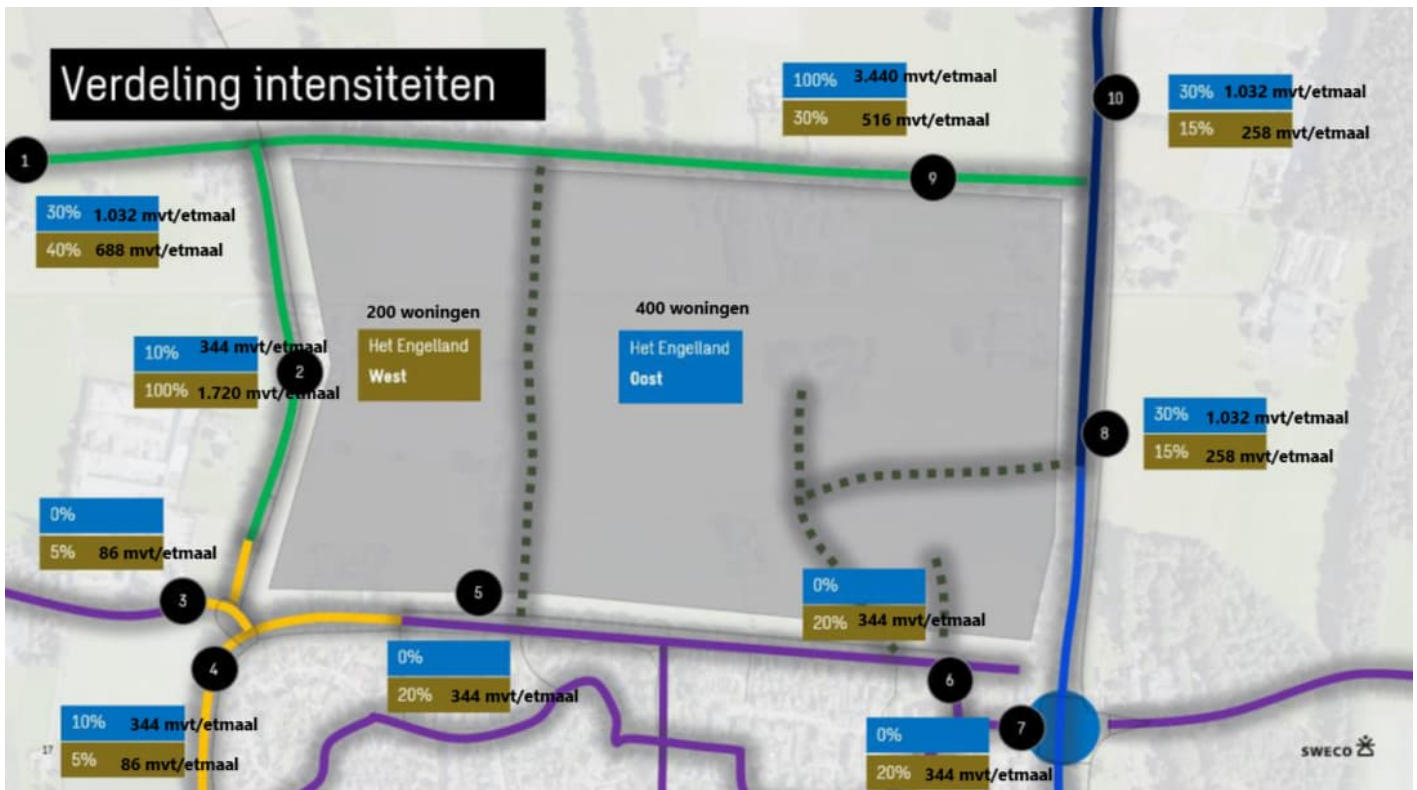 Verdeling intensiteiten
100% 3.440 mvt/etmaal
30% 516 mvt/etmaal
10
30% 1.032 mvt/etmaal
15% 258 mvt/etmaal
1
9
30% 1.032 mvt/etmaal
40% 688 mvt/etmaal
200 woningen
Het Engelland
West
400 woningen
Het Engelland
Oost
10% 344 mvt/etmaal
100% 1.720 mvt/etmaal
2
8
30% 1.032 mvt/etmaal
15% 258 mvt/etmaal
0%
5% 86 mvt/etmaal
3
5
0%
20% 344 mvt/etmaal
4
0%
20% 344 mvt/etmaal
6
7
10% 344 mvt/etmaal
5% 86 mvt/etmaal
0%
20% 344 mvt/etmaal
17
SWECO